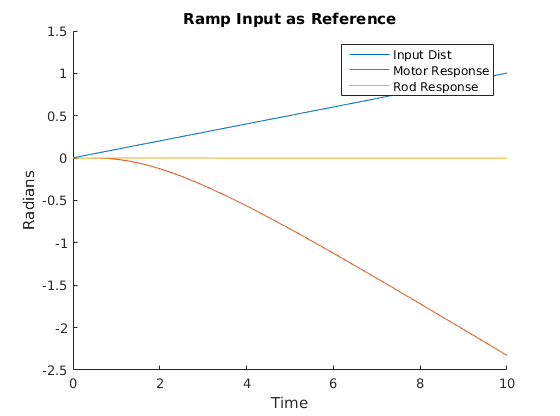 Ramp Input as Reference
1.5
1
0.5
0
-0.5
-1
-1.5
-2
-2.5
Radians
Input Dist
Motor Response
Rod Response
0
2
4
6
8
10
Time